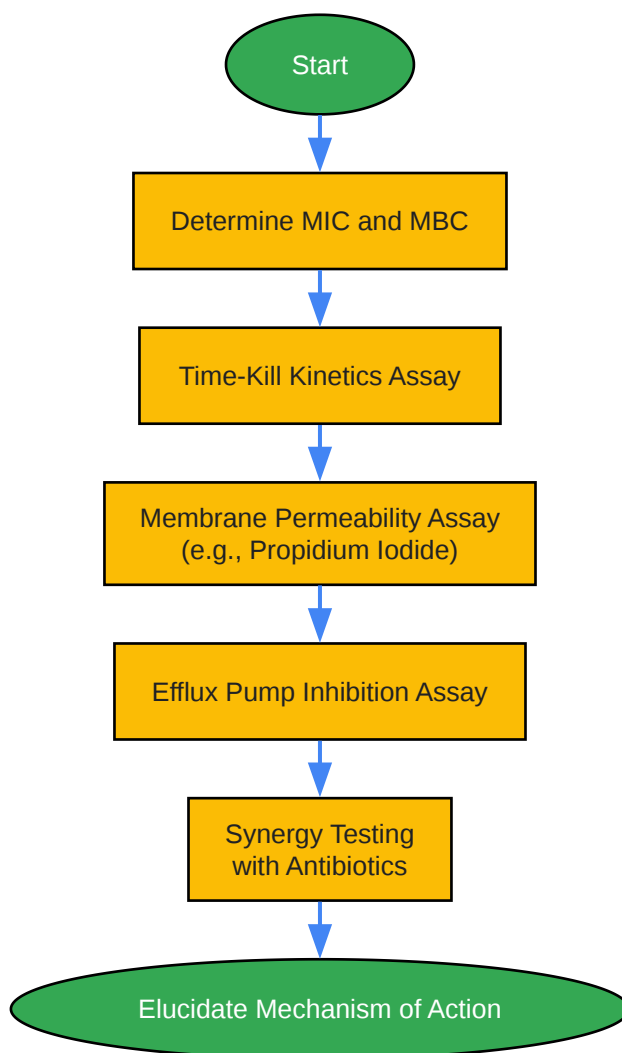 Start
Determine MIC and MBC
Time-Kill Kinetics Assay
Membrane Permeability Assay
(e.g., Propidium Iodide)
Efflux Pump Inhibition Assay
Synergy Testing
with Antibiotics
Elucidate Mechanism of Action